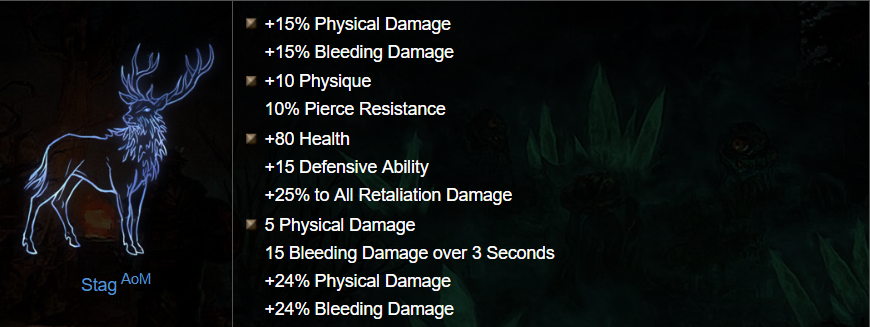 +15% Physical Damage
+15% Bleeding Damage
+10 Physique
10% Pierce Resistance
+80 Health
+15 Defensive Ability
+25% to All Retaliation Damage
5 Physical Damage
15 Bleeding Damage over 3 Seconds
+24% Physical Damage
+24% Bleeding Damage
Stag AoM